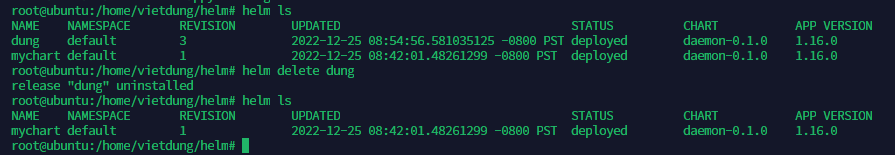 root@ubuntu:/home/vietdung/helm# helm ls
NAME NAMESPACE REVISION UPDATED STATUS CHART APP VERSION
dung default 3 2022-12-25 08:54:56.581035125 -0800 PST deployed daemon-0.1.0 1.16.0
mychart default 1 2022-12-25 08:42:01.48261299 -0800 PST deployed daemon-0.1.0 1.16.0
root@ubuntu:/home/vietdung/helm# helm delete dung
release "dung" uninstalled
root@ubuntu:/home/vietdung/helm# helm ls
NAME NAMESPACE REVISION UPDATED STATUS CHART APP VERSION
mychart default 1 2022-12-25 08:42:01.48261299 -0800 PST deployed daemon-0.1.0 1.16.0
root@ubuntu:/home/vietdung/helm#